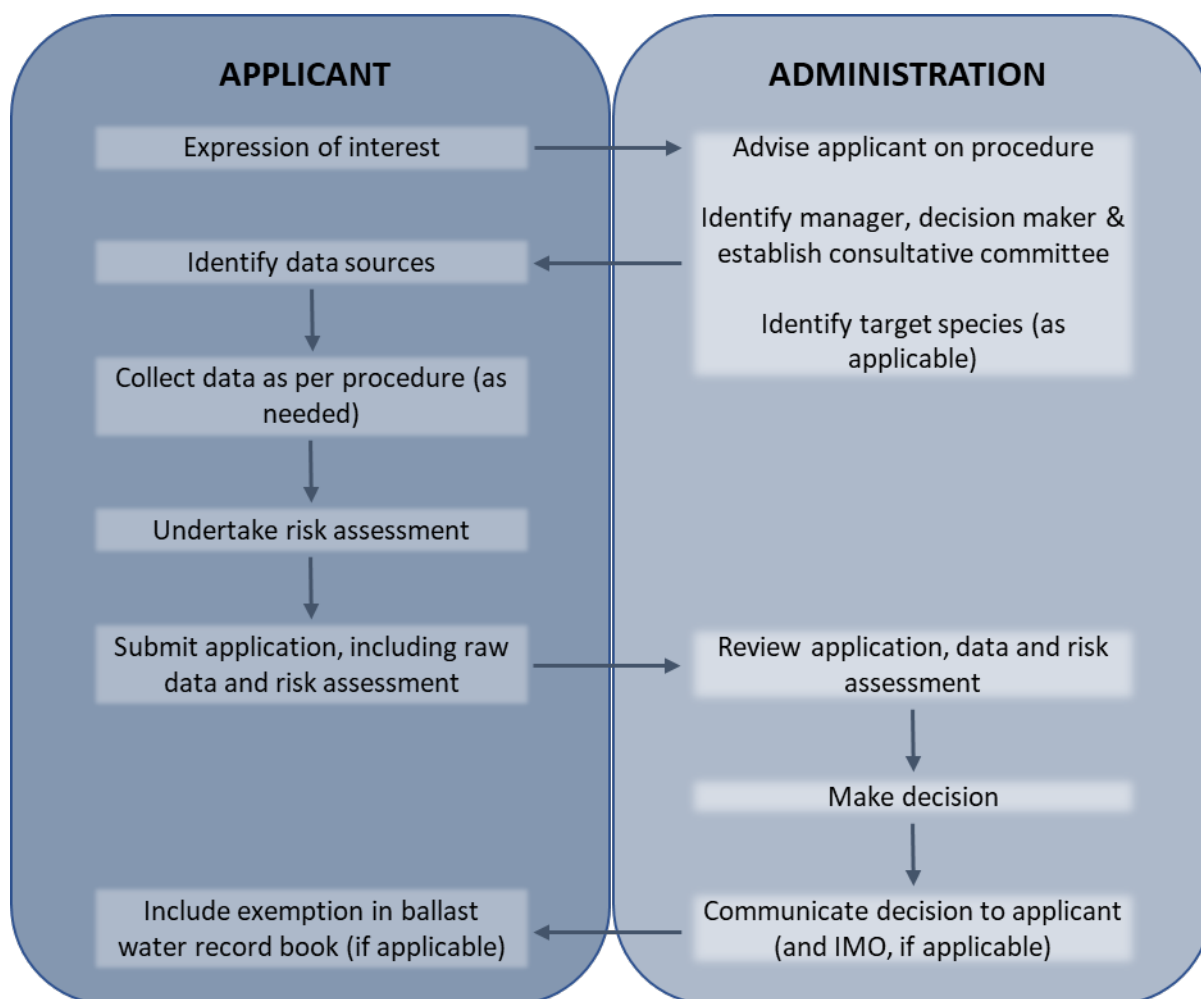 APPLICANT
Expression of interest
Identify data sources
Collect data as per procedure (as
needed)
Undertake risk assessment
Submit application, including raw
data and risk assessment
Include exemption in ballast
water record book (if applicable)
ADMINISTRATION
Advise applicant on procedure
Identify manager, decision maker &
establish consultative committee
Identify target species (as
applicable)
Review application, data and risk
assessment
Make decision
Communicate decision to applicant
(and IMO, if applicable)